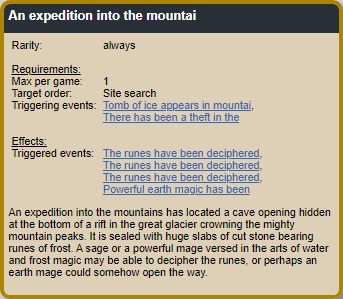 An expedition into the mountai
Rarity: always
Requirements:
Max per game: 1
Target order: Site search
Triggering events: Tomb of ice appears in mountai,
There has been a theft in the
Effects:
Triggered events: The runes have been deciphered,
The runes have been deciphered,
The runes have been deciphered,
Powerful earth magic has been
An expedition into the mountains has located a cave opening hidden
at the bottom of a rift in the great glacier crowning the mighty
mountain peaks. It is sealed with huge slabs of cut stone bearing
runes of frost. A sage or a powerful mage versed in the arts of water
and frost magic may be able to decipher the runes, or perhaps an
earth mage could somehow open the way.